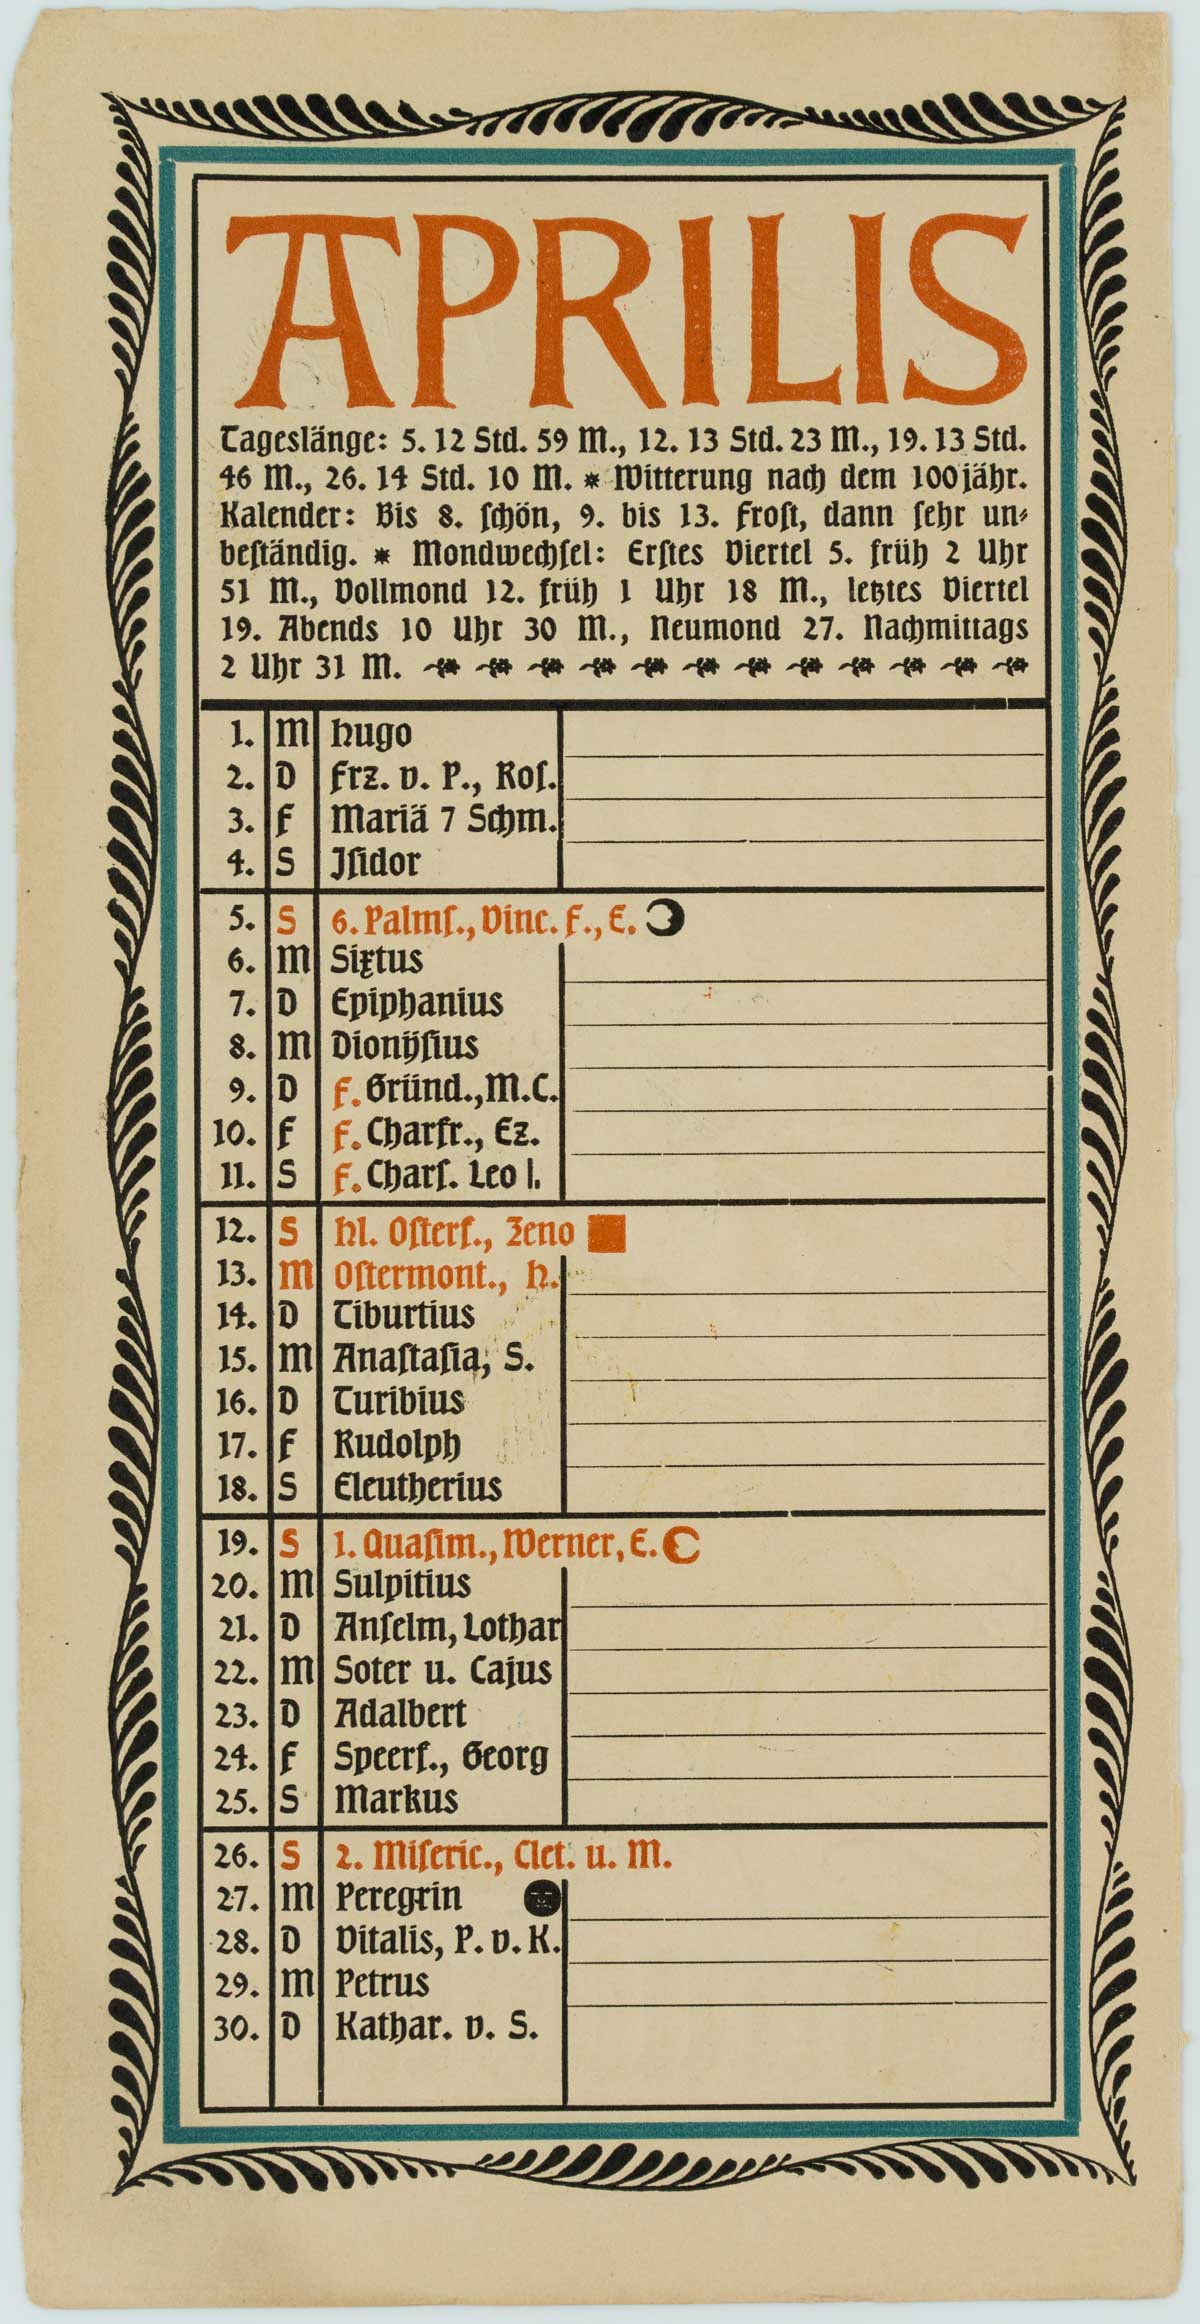 APRILIS
Tageslänge: 5. 12 Std. 59 M., 12. 13 Std. 23 M., 19. 13 Std.
46 M., 26. 14 Std. 10 M. * Witterung nach dem 100jähr.
Kalender: Bis 8. ſchön, 9. bis 13. Froſt, dann ſehr un⸗
beſtändig. * Mondwechſel: Erſtes Viertel 5. früh 2 Uhr
51 M., Vollmond 12. früh 1 Uhr 18 M., letztes Viertel
19. Abends 10 Uhr 30 M., Neumond 27. Nachmittags
2 Uhr 31 M.
1. M Hugo
2. D Frz. v. P., Roſ.
3. F Mariä 7 Schm.
4. S Iſidor
5. S 6. Palmſ., Vinc. F., E.
6. M Sixtus
7. D Epiphanius
8. M Dionÿſius
9. D F. Gründ., M.C.
10. F F. Charfr., Ez.
11. S F. Charſ. Leo I.
12. S Hl. Oſterf., Zeno
13. M Oſtermont., H.
14. D Tiburtius
15. M Anaſtaſia, S.
16. D Turibius
17. F Rudolph
18. S Eleutherius
19. S 1. Quaſim., Werner, E.
20. M Sulpitius
21. D Anſelm, Lothar
22. M Soter u. Cajus
23. D Adalbert
24. F Speerf., Georg
25. S Markus
26. S 2. Miſeric., Clet. u. M.
27. M Peregrin
28. D Vitalis, P. v. K.
29. M Petrus
30. D Kathar. v. S.